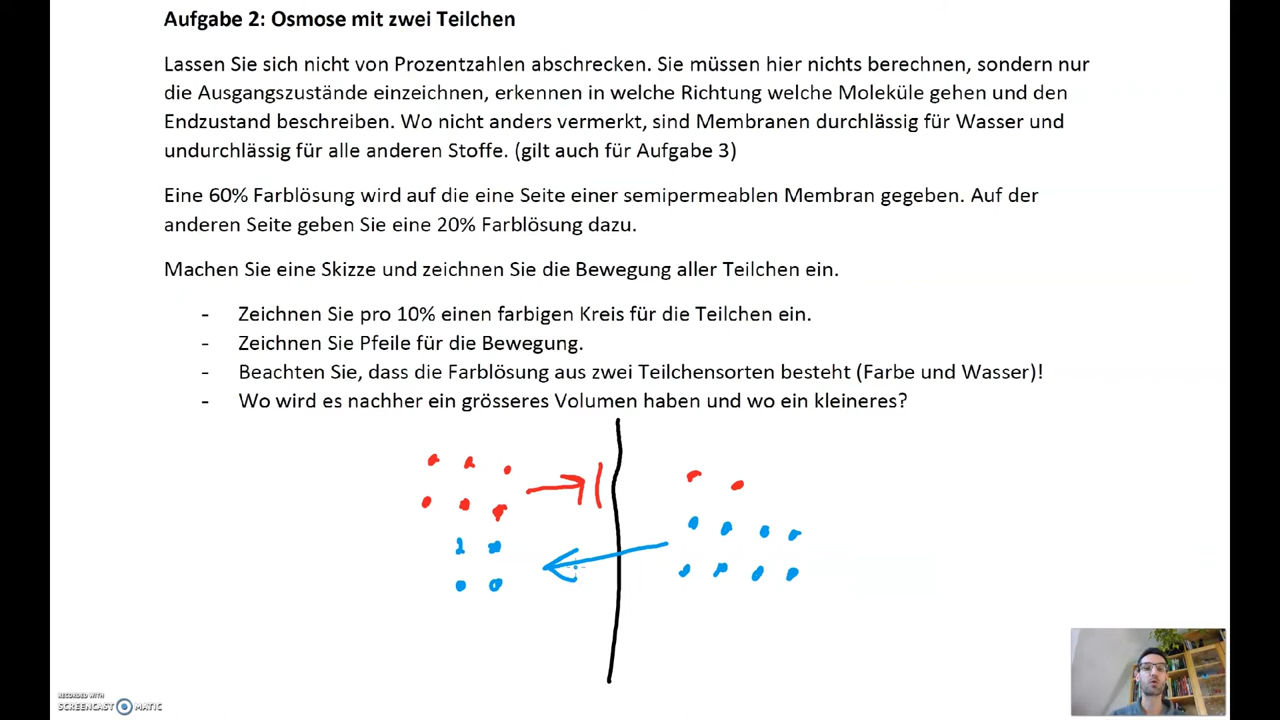 Aufgabe 2: Osmose mit zwei Teilchen
Lassen Sie sich nicht von Prozentzahlen abschrecken. Sie müssen hier nichts berechnen, sondern nur
die Ausgangszustände einzeichnen, erkennen in welche Richtung welche Moleküle gehen und den
Endzustand beschreiben. Wo nicht anders vermerkt, sind Membranen durchlässig für Wasser und
undurchlässig für alle anderen Stoffe. (gilt auch für Aufgabe 3)
Eine 60% Farblösung wird auf die eine Seite einer semipermeablen Membran gegeben. Auf der
anderen Seite geben Sie eine 20% Farblösung dazu.
Machen Sie eine Skizze und zeichnen Sie die Bewegung aller Teilchen ein.
- Zeichnen Sie pro 10% einen farbigen Kreis für die Teilchen ein.
- Zeichnen Sie Pfeile für die Bewegung.
- Beachten Sie, dass die Farblösung aus zwei Teilchensorten besteht (Farbe und Wasser)!
- Wo wird es nachher ein grösseres Volumen haben und wo ein kleineres?
RECORDED WITH
SCREENCAST MATIC